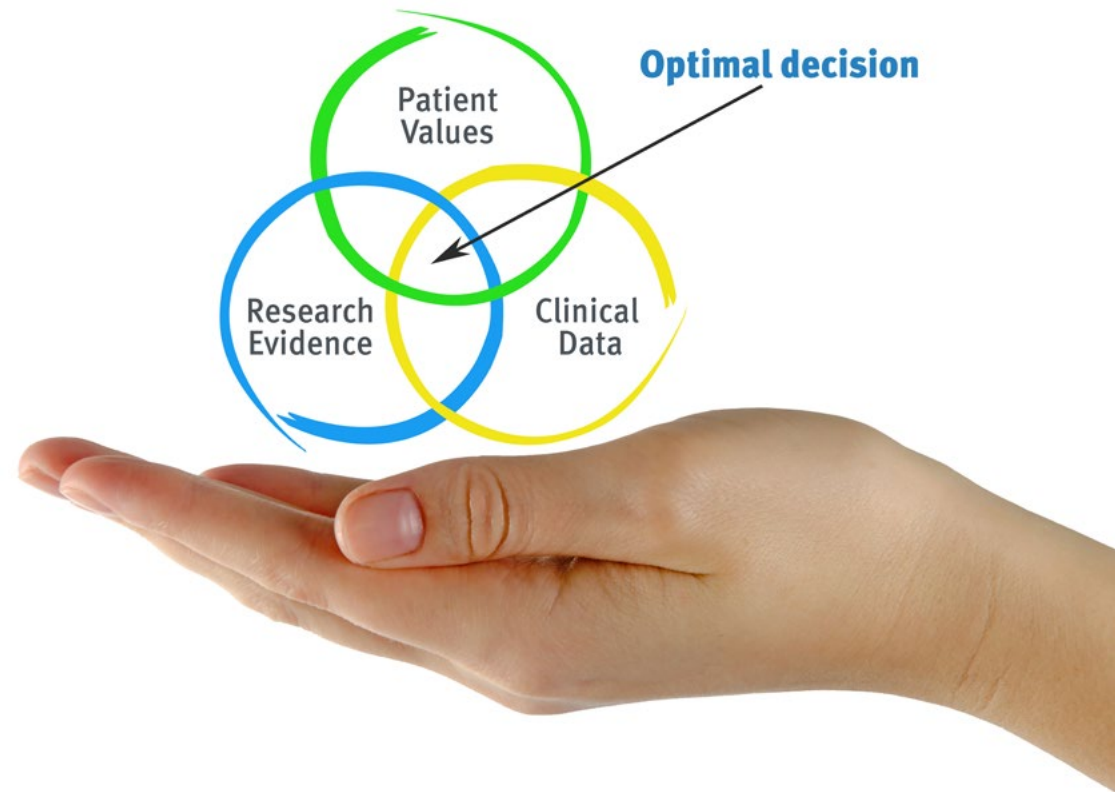 Optimal decision
Patient
Values
Research
Evidence
Clinical
Data